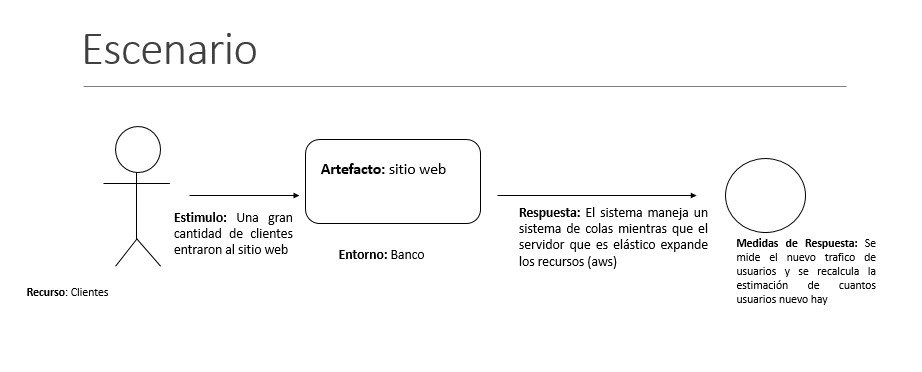 Escenario
Artefacto: sitio web
Estimulo: Una gran
cantidad de clientes
entraron al sitio web
Entorno: Banco
Respuesta: El sistema maneja un
sistema de colas mientras que el
servidor que es elástico expande
los recursos (aws)
Medidas de Respuesta: Se
mide el nuevo trafico de
usuarios y se recalcula la
estimación de cuantos
usuarios nuevo hay
Recurso: Clientes